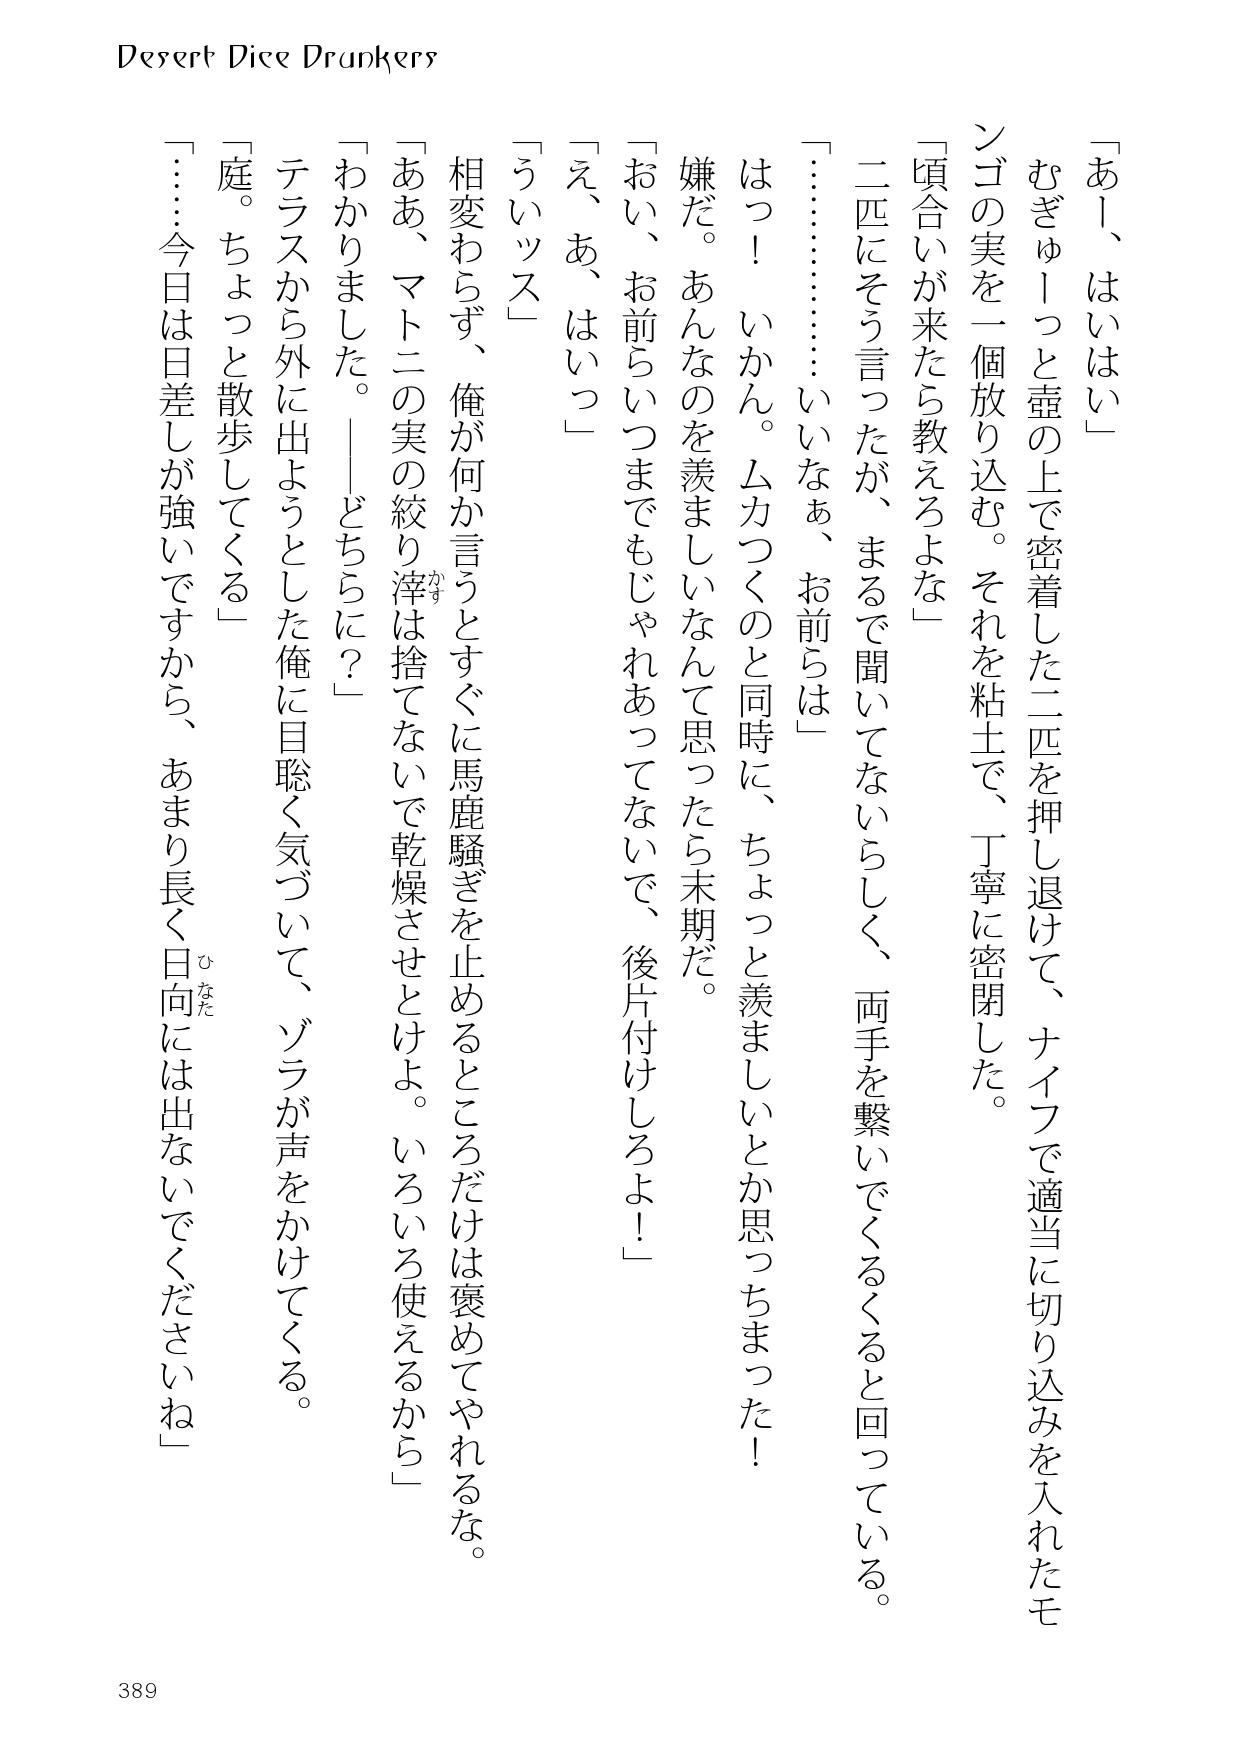 Desert Dice Drunkers
「あー、はいはい」
むぎゅーっと壺の上で密着した二匹を押し退けて、ナイフで適当に切り込みを入れたモ
ンゴの実を一個放り込む。それを粘土で、丁寧に密閉した。
「頃合いが来たら教えろよな」
二匹にそう言ったが、まるで聞いてないらしく、両手を繋いでくるくると回っている。
「……………… いいなぁ、お前らは」
はっ！　いかん。ムカつくのと同時に、ちょっと羨ましいとか思っちまった！
嫌だ。あんなのを羨ましいなんて思ったら末期だ。
「おい、お前らいつまでもじゃれあってないで、後片付けしろよ！」
「え、あ、はいっ」
「ういッス」
相変わらず、俺が何か言うとすぐに馬鹿騒ぎを止めるところだけは褒めてやれるな。
「ああ、マトニの実の絞り滓かすは捨てないで乾燥させとけよ。いろいろ使えるから」
「わかりました。――どちらに？」
テラスから外に出ようとした俺に目聡く気づいて、ゾラが声をかけてくる。
「庭。ちょっと散歩してくる」
「……今日は日差しが強いですから、あまり長く日向ひなたには出ないでくださいね」
389